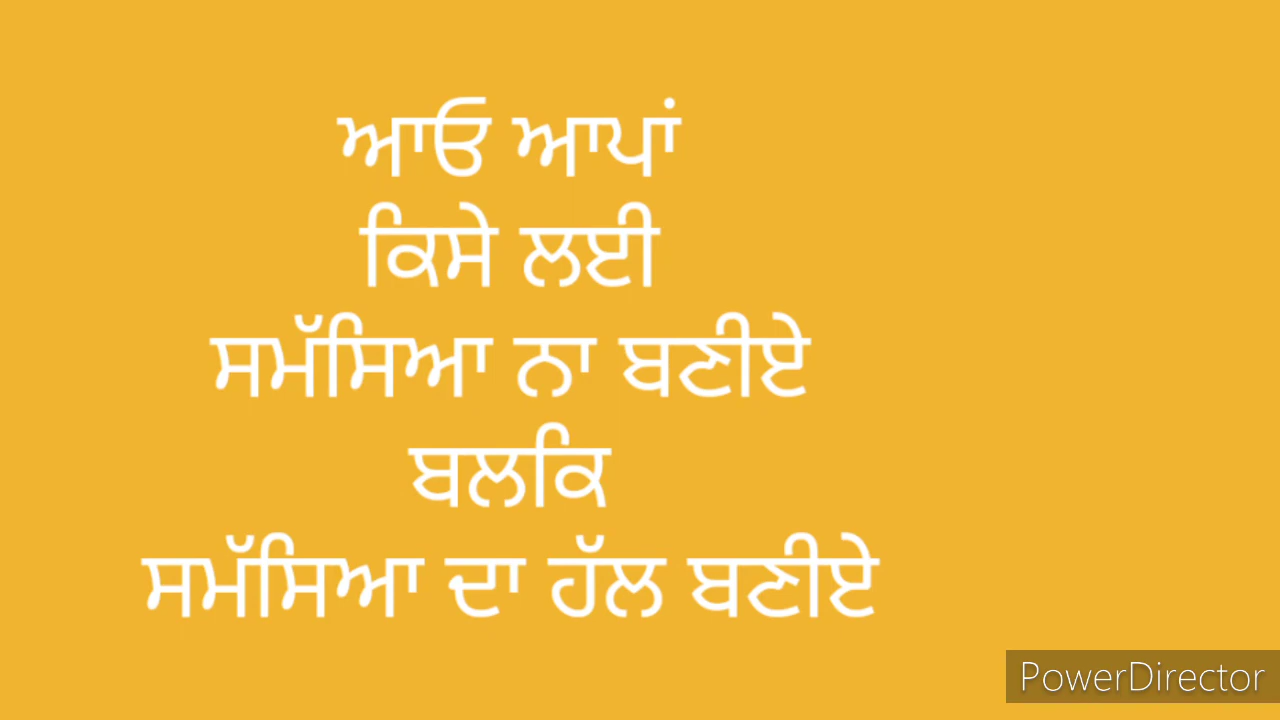 ਆਓ ਆਪਾਂ
ਕਿਸੇ ਲਈ
ਸਮੱਸਿਆ ਨਾ ਬਣੀਏ
ਬਲਕਿ
ਸਮੱਸਿਆ ਦਾ ਹੱਲ ਬਣੀਏ
PowerDirector